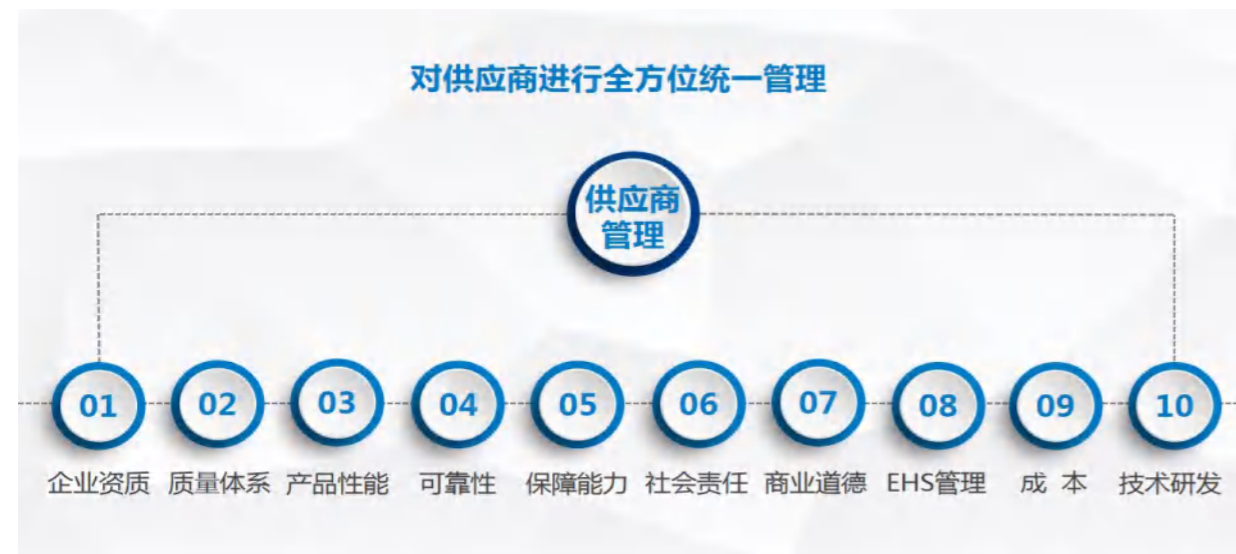 对供应商进行全方位统一管理
供应商
管理
01 02 03 04 05 06 07 08 09 10
企业资质 质量体系 产品性能 可靠性 保障能力 社会责任 商业道德 EHS管理 成 本 技术研发